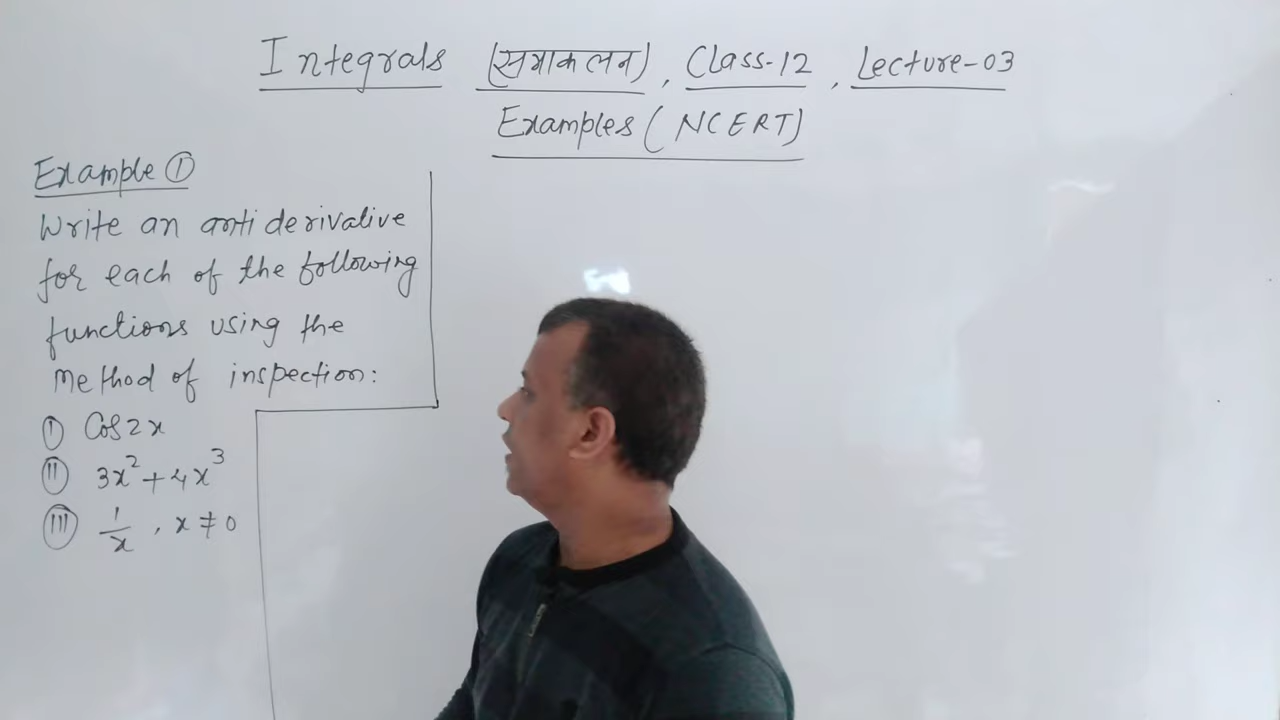 Integrals (समाकलन), Class-12, Lecture-03
Examples (NCERT)
Example ①
Write an anti derivative
for each of the following
functions using the
Method of inspection:
Ⓘ Cos 2x
ⓘⓘ 3x² + 4x³
ⓘⓘⓘ 1/x, x ≠ 0